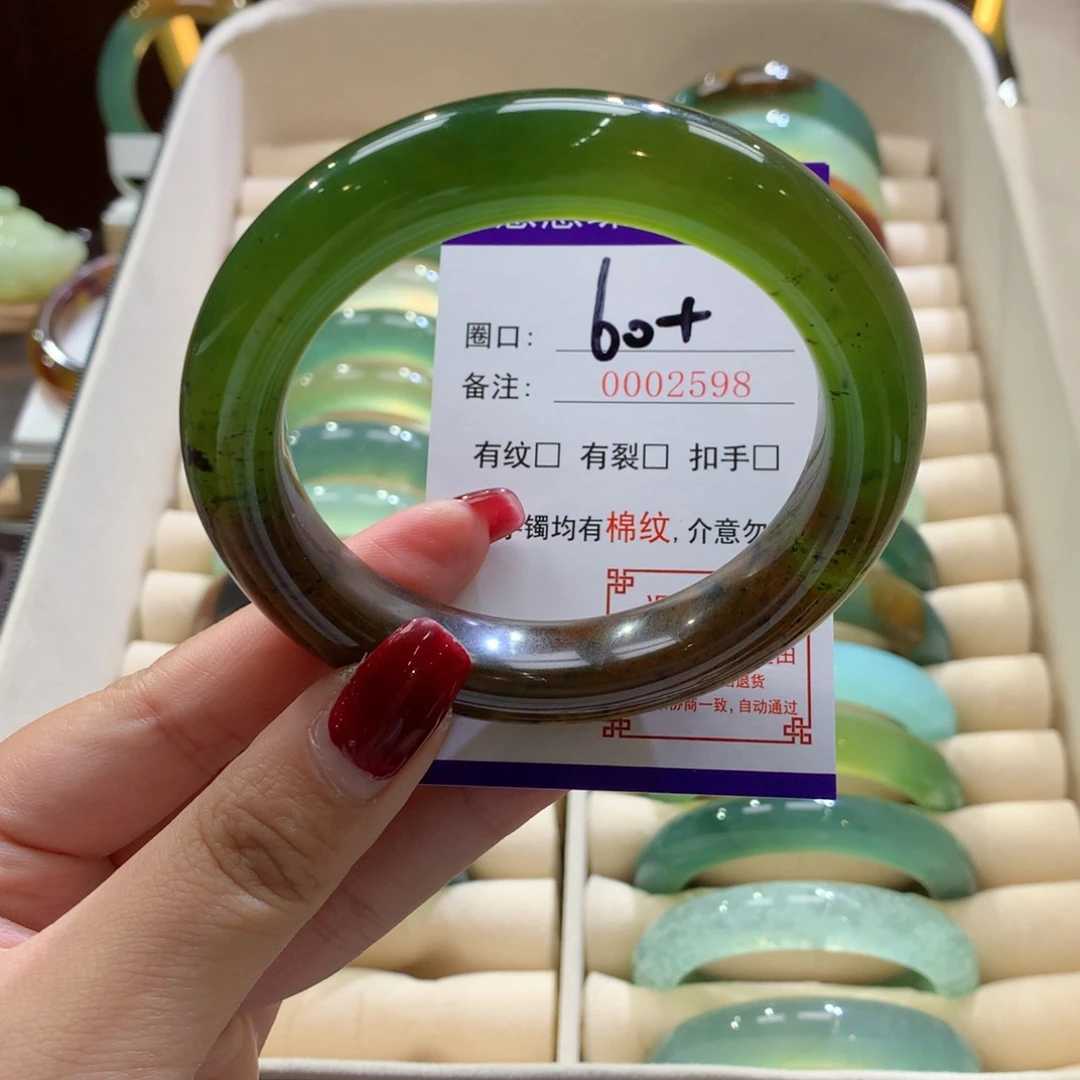 圈口: 60+
备注: 0002598
有纹□ 有裂□ 扣手□
镯均有棉纹,介意勿
退货
商一致,自动通过